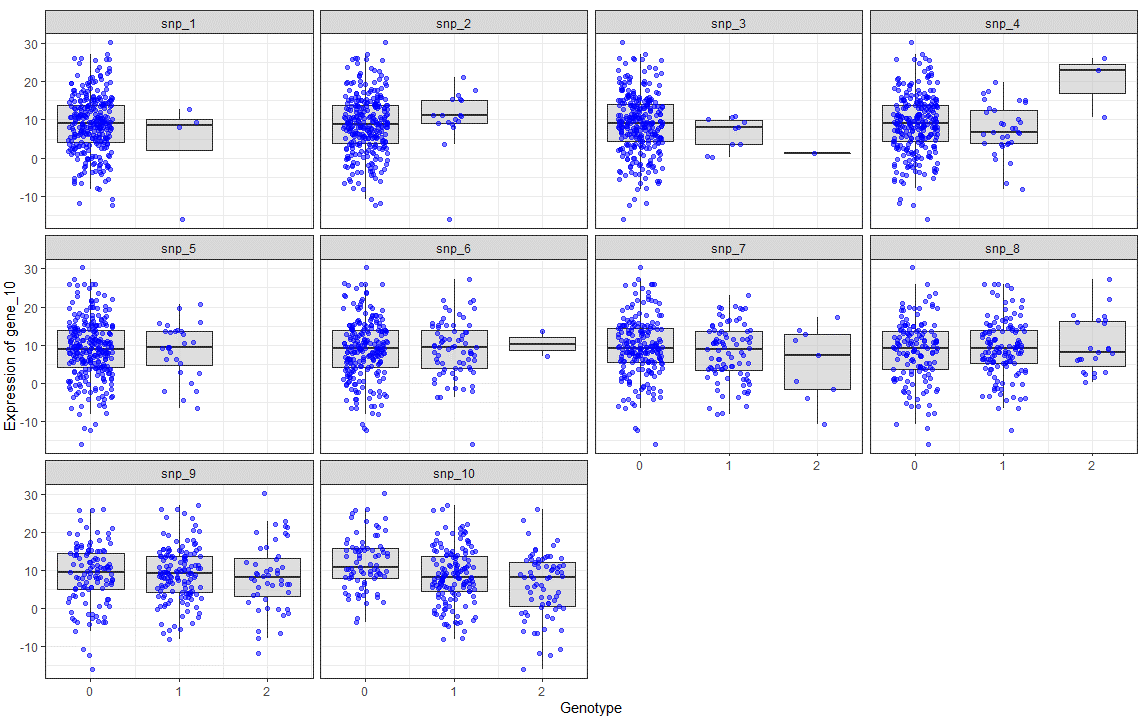 snp_1 snp_2 snp_3 snp_4
30
20
10
0
-10
snp_5 snp_6 snp_7 snp_8
30
20
10
0
-10
0 1 2 0 1 2
snp_9 snp_10
30
20
10
0
-10
0 1 2 0 1 2
Genotype
Expression of gene_10